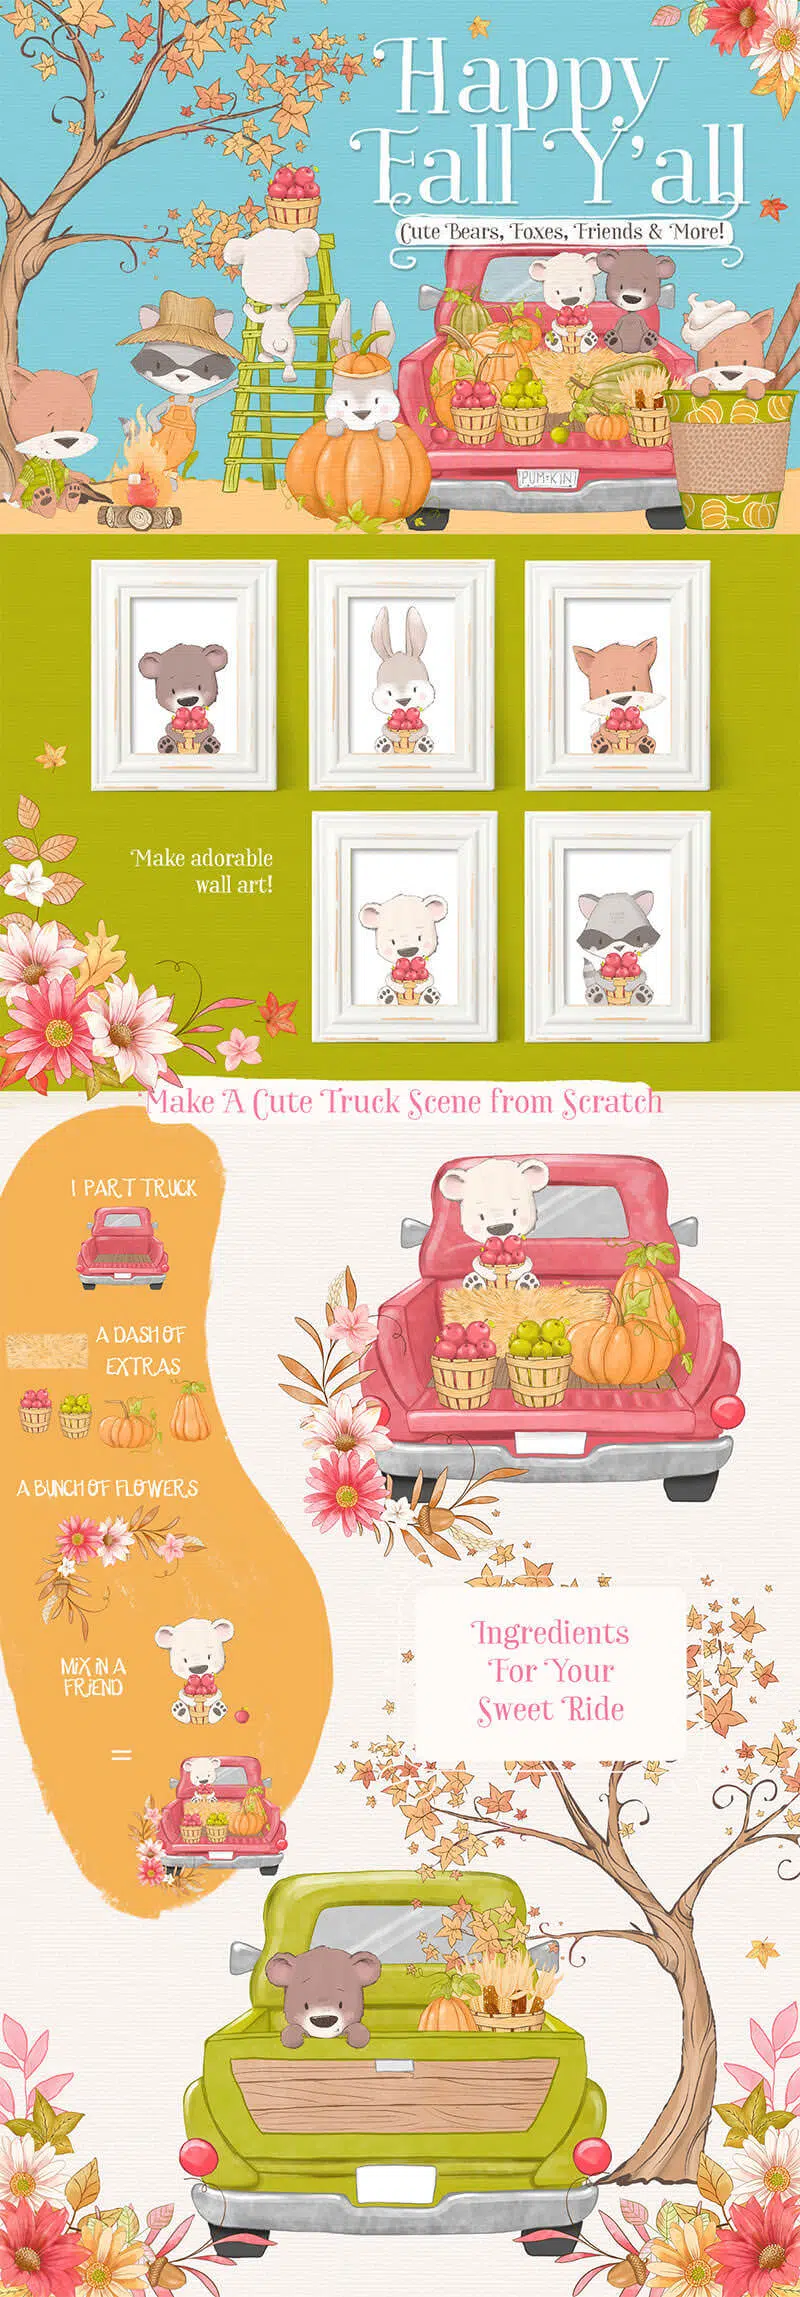 Happy
Fall Y'all
Cute Bears, Foxes, Friends & More!
PUMPKIN
Make adorable
wall art!
Make A Cute Truck Scene from Scratch
1 PART TRUCK
A DASH OF
EXTRAS
A BUNCH OF FLOWERS
MIX IN A
FRIEND
=
Ingredients
For Your
Sweet Ride